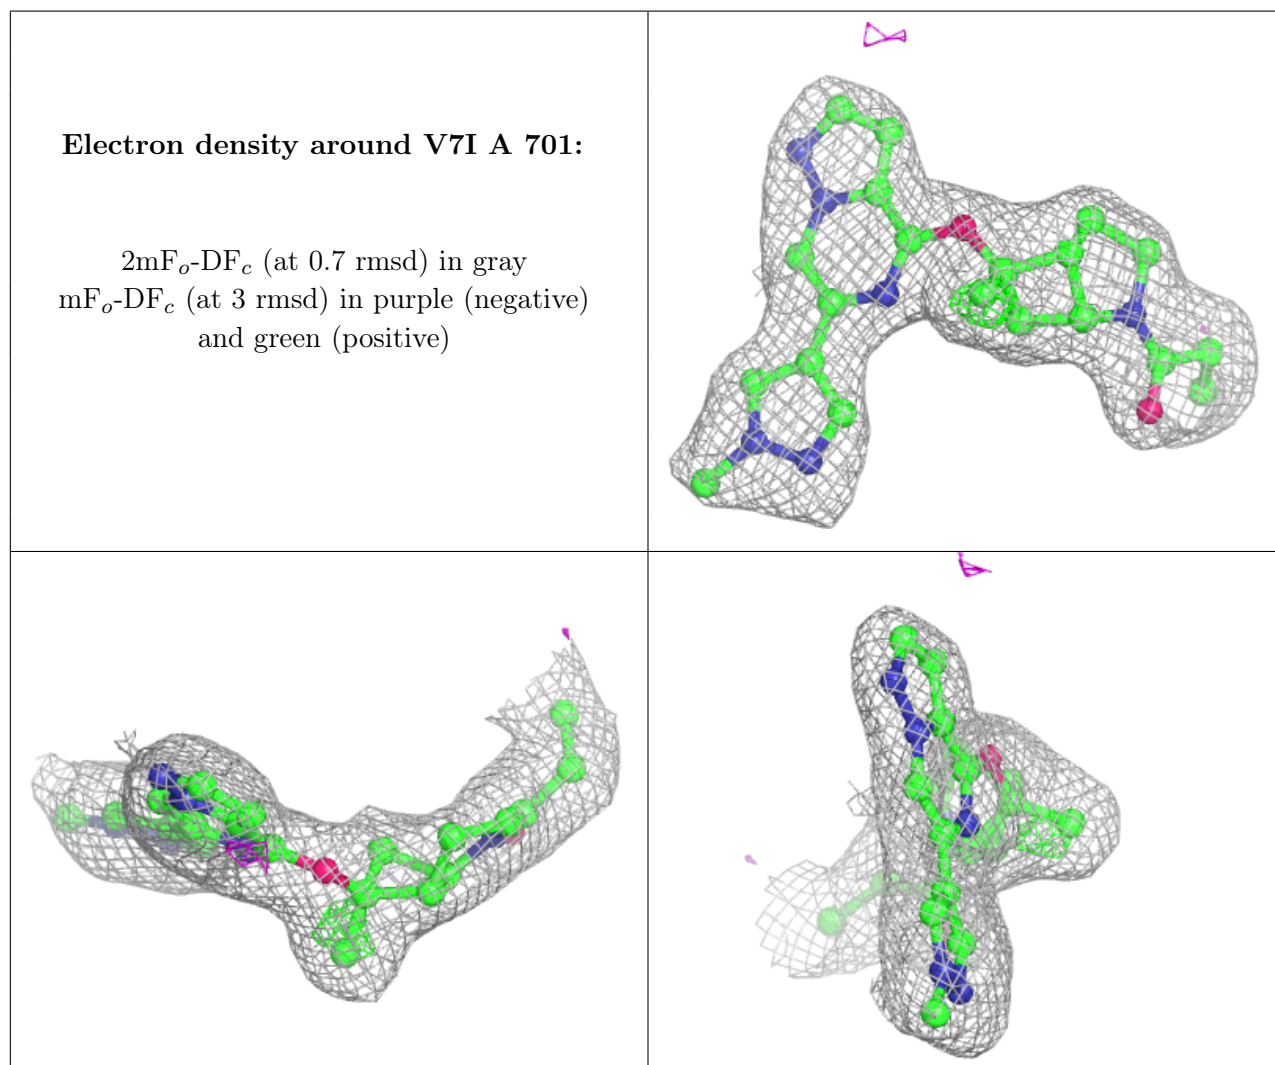 Electron density around V7I A 701:
2mFo-DFc (at 0.7 rmsd) in gray
mFo-DFc (at 3 rmsd) in purple (negative)
and green (positive)